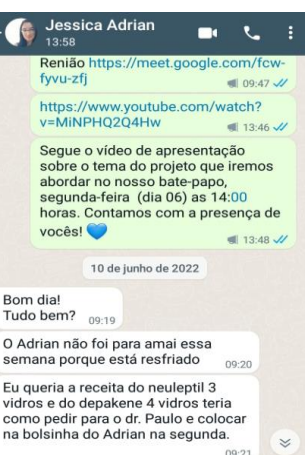 Jessica Adrian
13:58
Renião https://meet.google.com/fcw-
fyvu-zfj
09:47
https://www.youtube.com/watch?
v=MiNPHQ2Q4Hw
13:46
Segue o vídeo de apresentação
sobre o tema do projeto que iremos
abordar no nosso bate-papo,
segunda-feira (dia 06) as 14:00
horas. Contamos com a presença de
vocês!
13:48
10 de junho de 2022
Bom dia!
Tudo bem?
09:19
O Adrian não foi para amai essa
semana porque está resfriado
09:20
Eu queria a receita do neuleptil 3
vidros e do depakene 4 vidros teria
como pedir para o dr. Paulo e colocar
na bolsinha do Adrian na segunda.
09:21